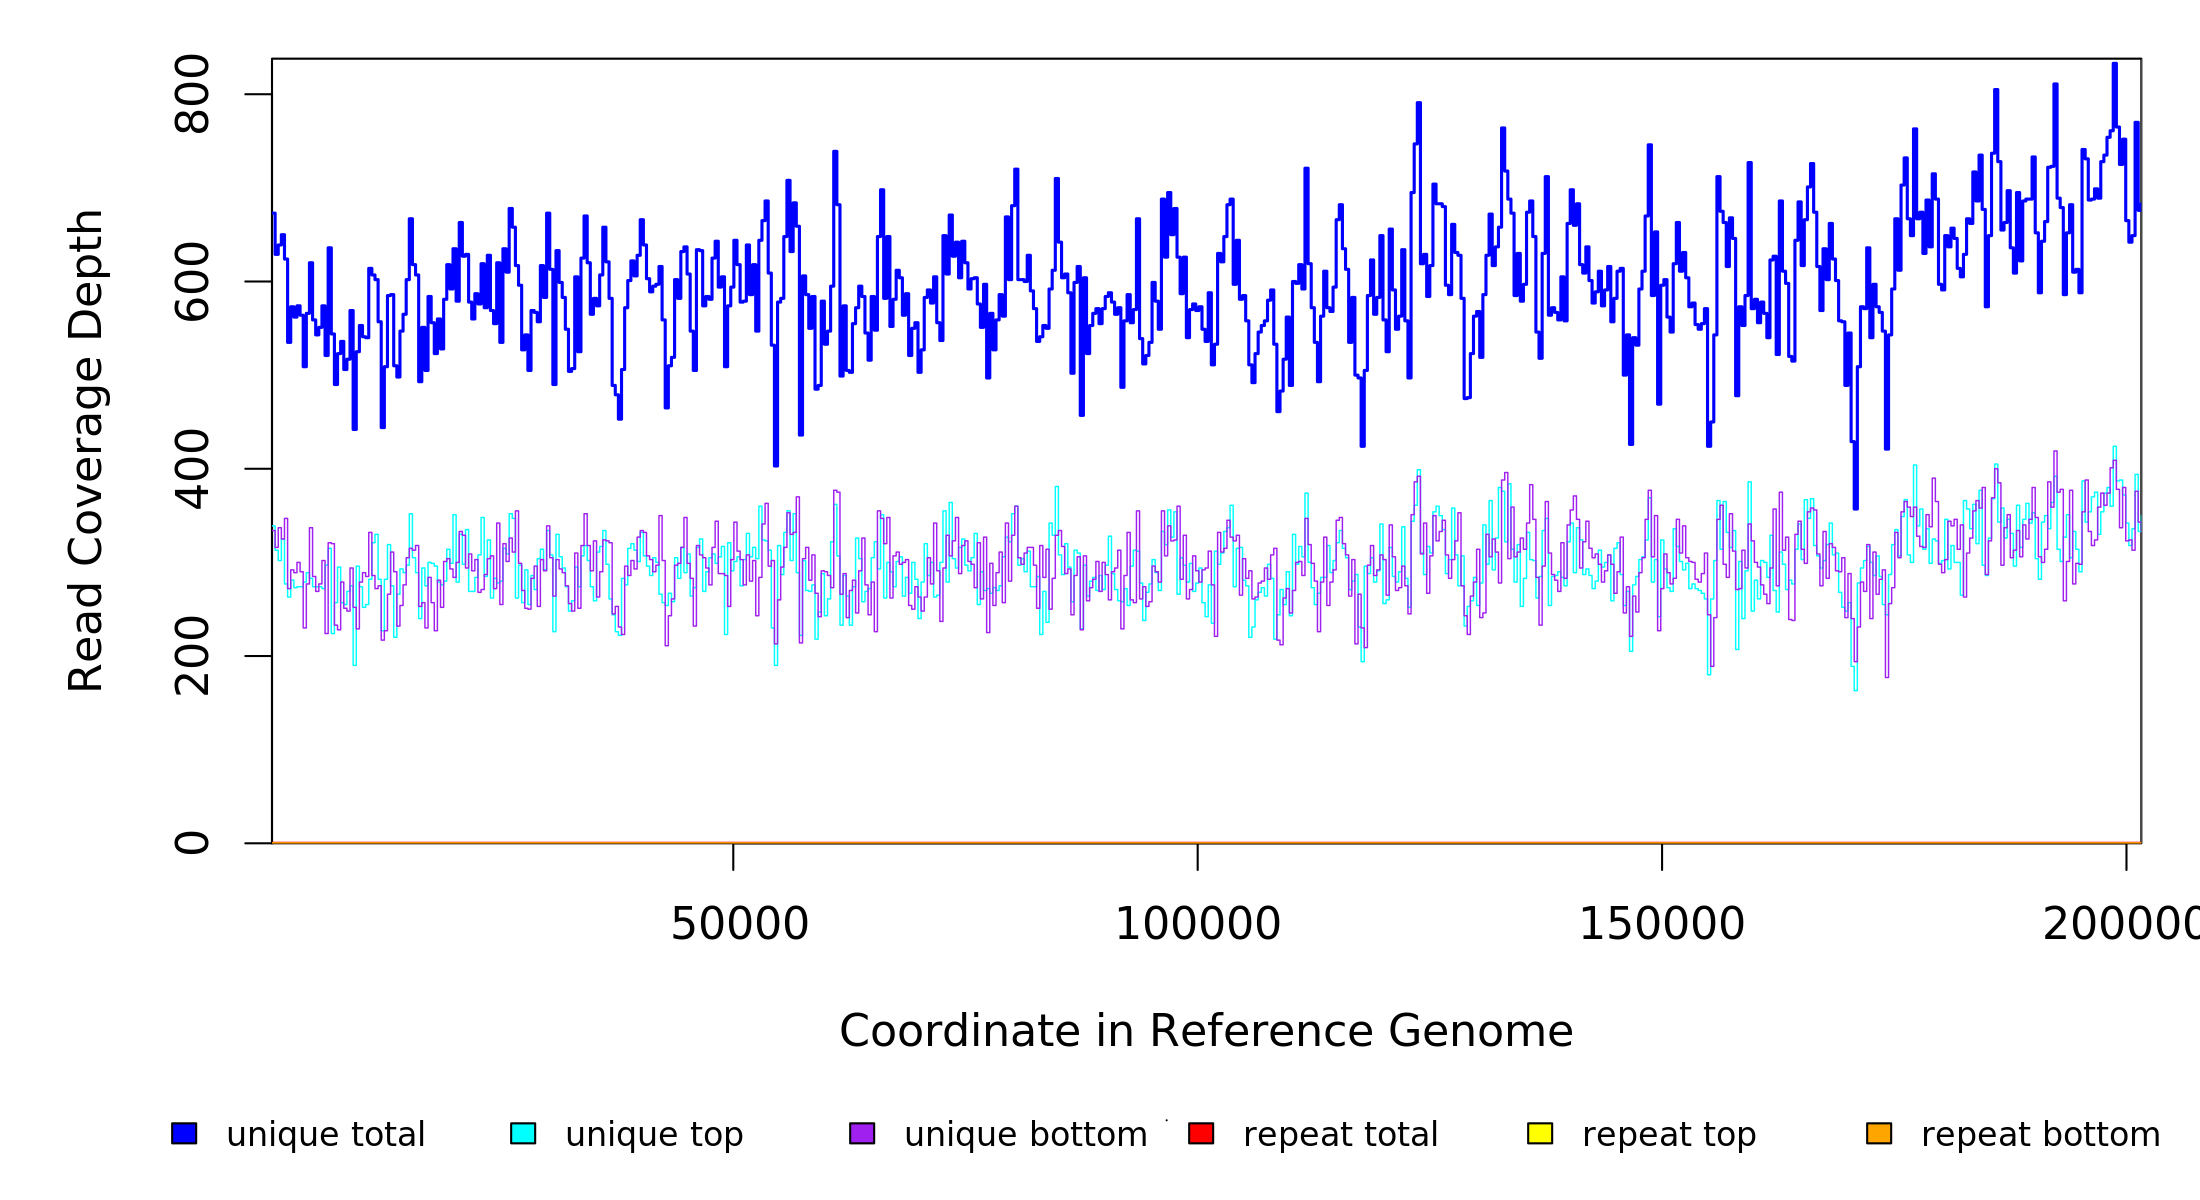 Read Coverage Depth
800
600
400
200
0
50000 100000 150000 200000
Coordinate in Reference Genome
unique total unique top unique bottom repeat total repeat top repeat bottom